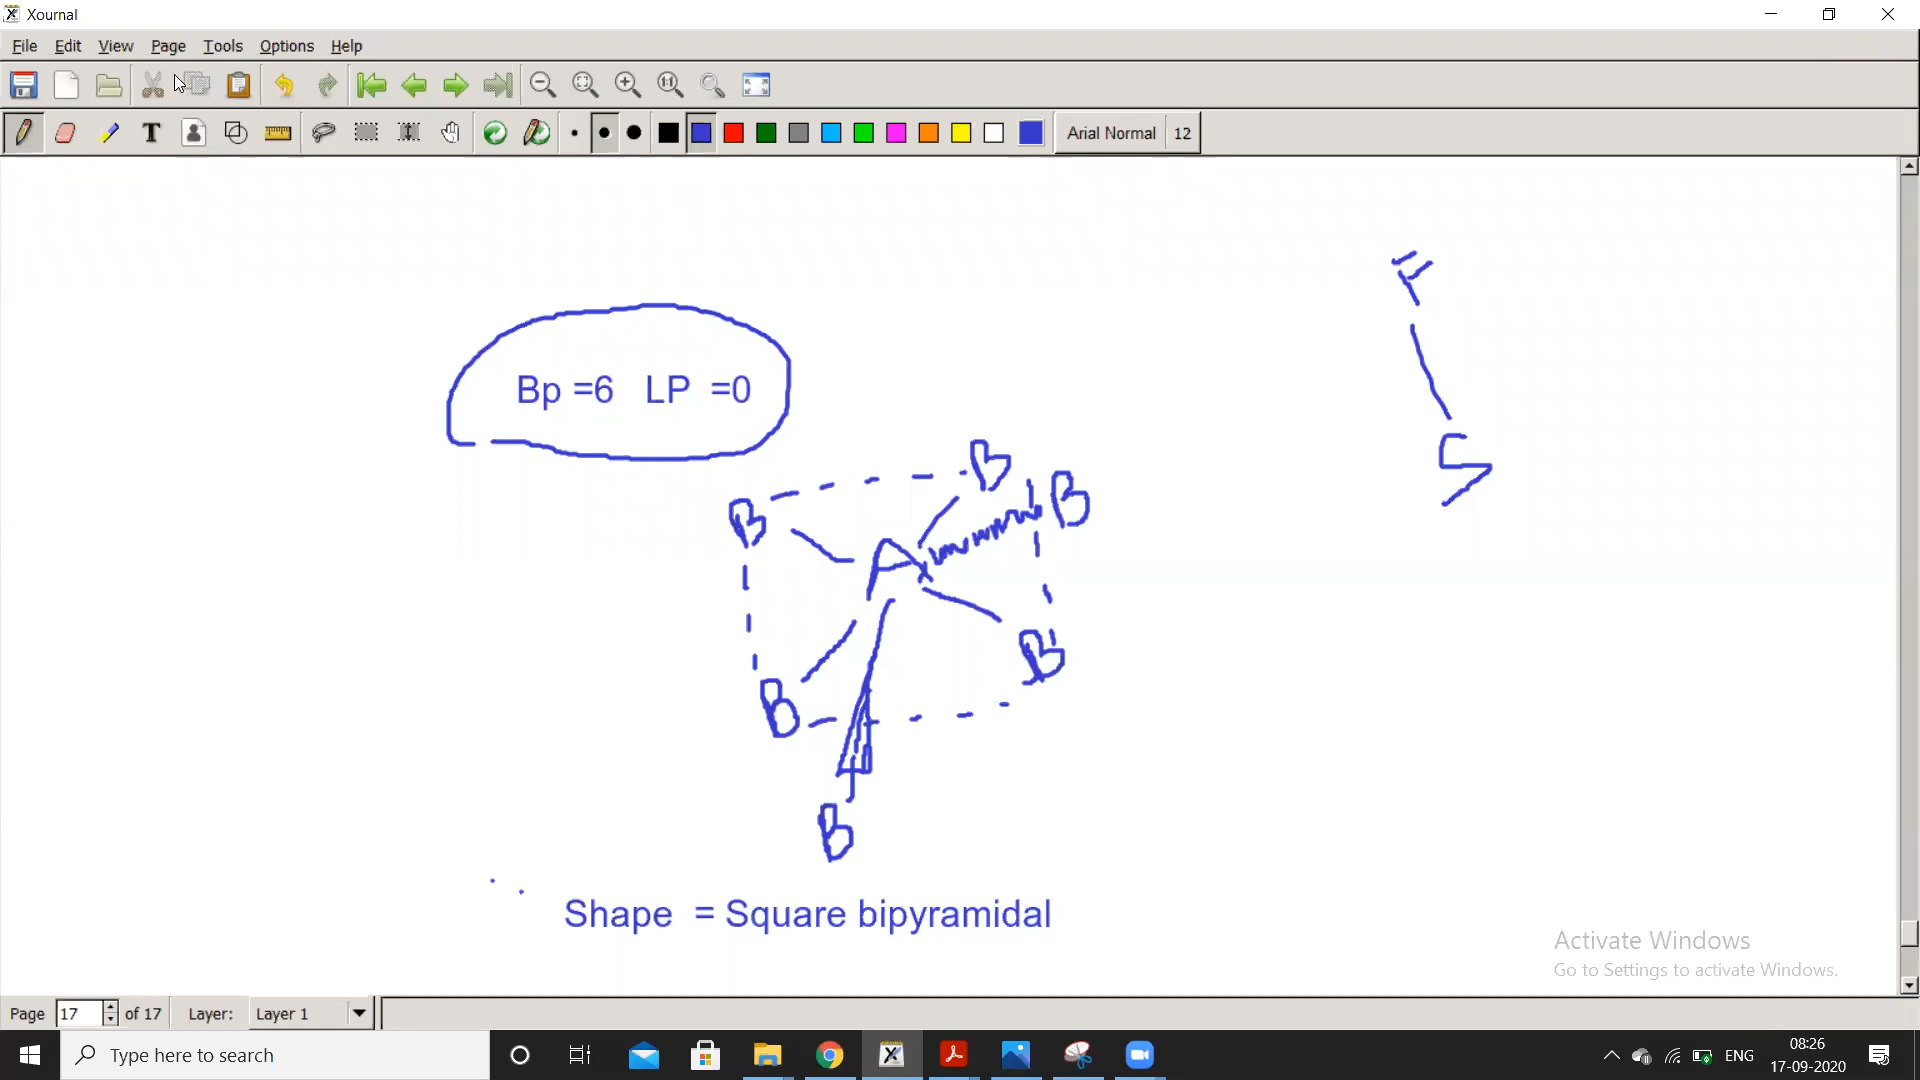 Xournal
File Edit View Page Tools Options Help
Arial Normal 12
F
Bp =6 LP =0
S
B
B
B
A
B
B
B
Shape = Square bipyramidal
Activate Windows
Go to Settings to activate Windows.
Page 17 of 17 Layer: Layer 1
Type here to search
ENG
08:26
17-09-2020